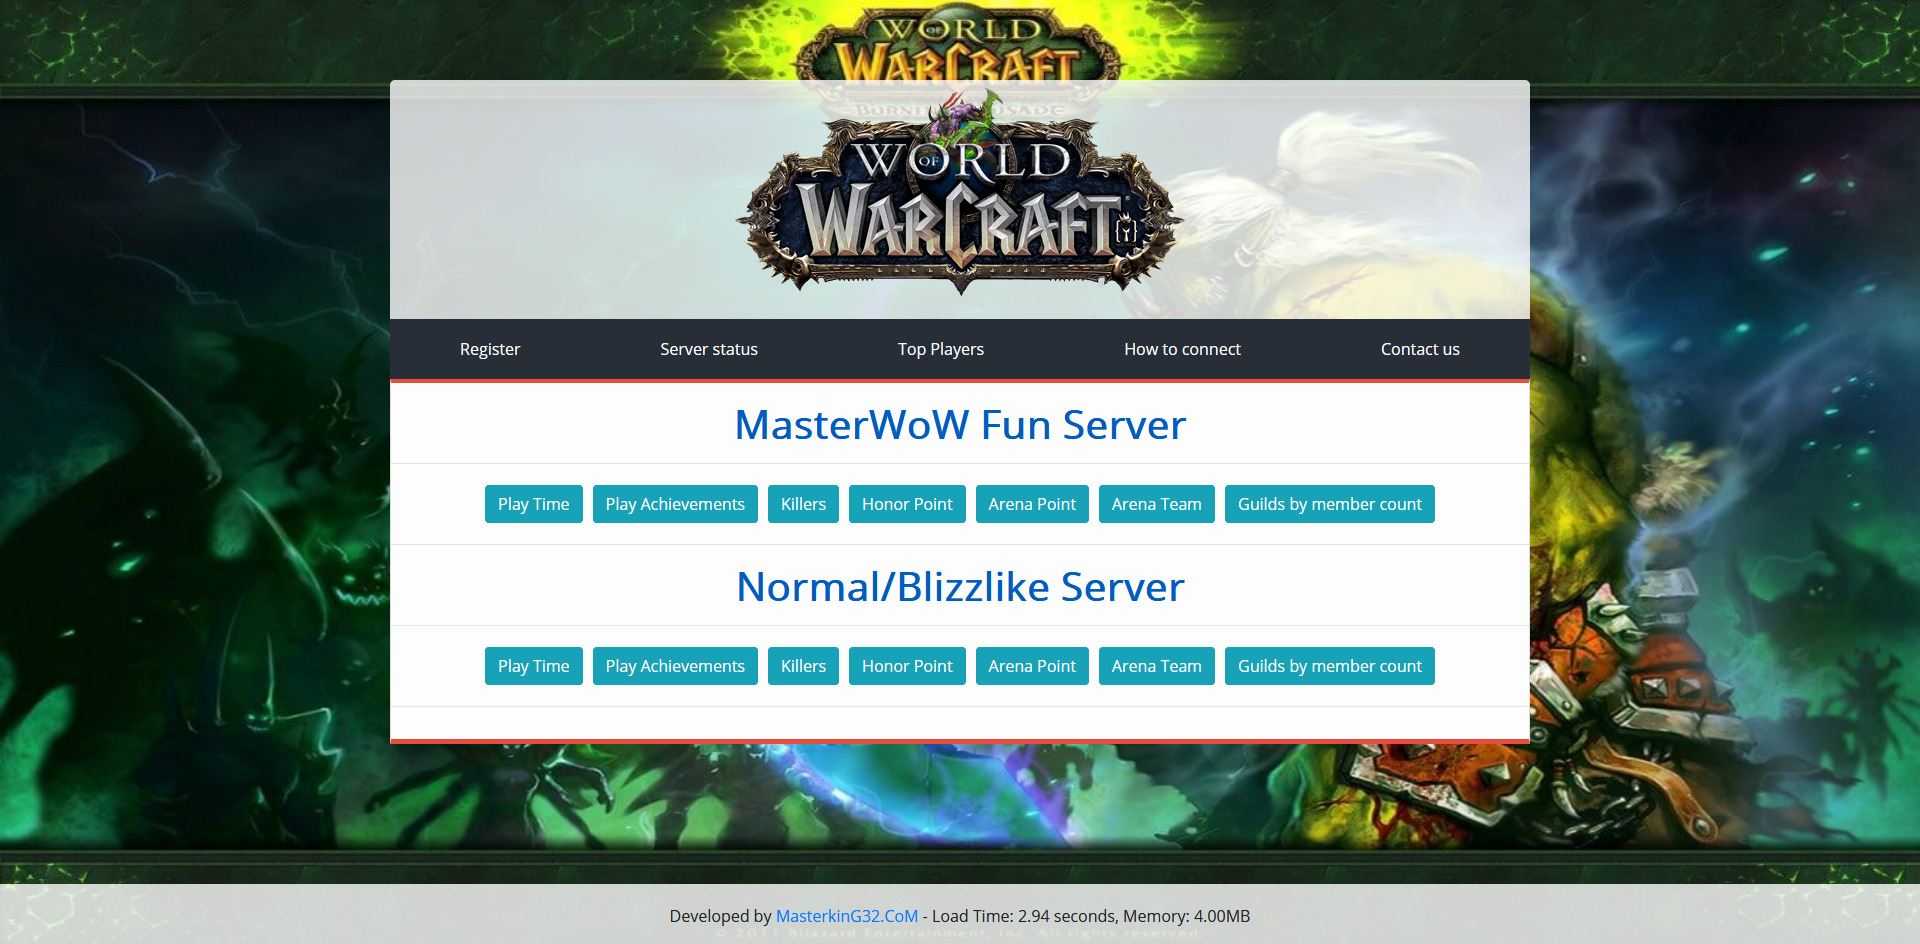 WORLD
OF
WARCRAFT
BURNING CRUSADE
WORLD
OF
WARCRAFT
Register Server status Top Players How to connect Contact us
MasterWoW Fun Server
Play Time Play Achievements Killers Honor Point Arena Point Arena Team Guilds by member count
Normal/Blizzlike Server
Play Time Play Achievements Killers Honor Point Arena Point Arena Team Guilds by member count
Developed by MasterkinG32.CoM - Load Time: 2.94 seconds, Memory: 4.00MB
© 2011 Blizzard Entertainment, Inc. All rights reserved.